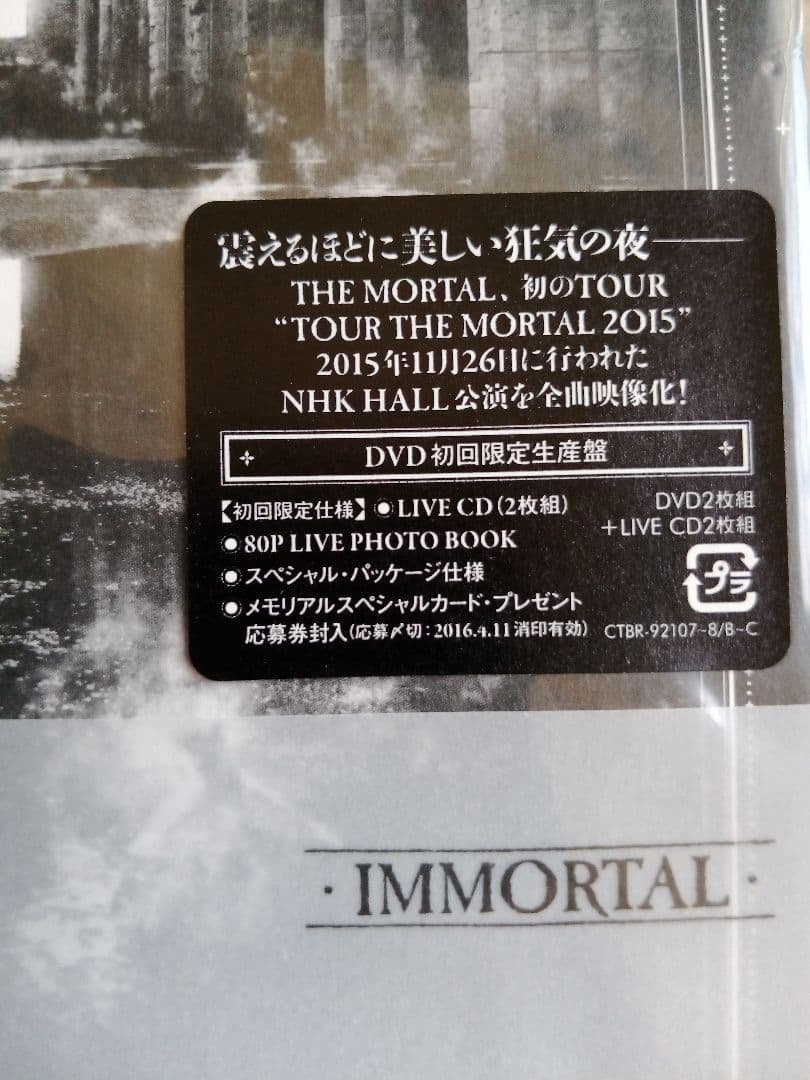 震えるほどに美しい狂気の夜――
THE MORTAL、初のTOUR
“TOUR THE MORTAL 2015”
2015年11月26日に行われた
NHK HALL公演を全曲映像化!
DVD初回限定生産盤
【初回限定仕様】●LIVE CD(2枚組)
●80P LIVE PHOTO BOOK
●スペシャル・パッケージ仕様
●メモリアルスペシャルカード・プレゼント
応募券封入(応募〆切:2016.4.11消印有効)
DVD2枚組
+LIVE CD2枚組
プラ
CTBR-92107~8/B~C
・IMMORTAL・